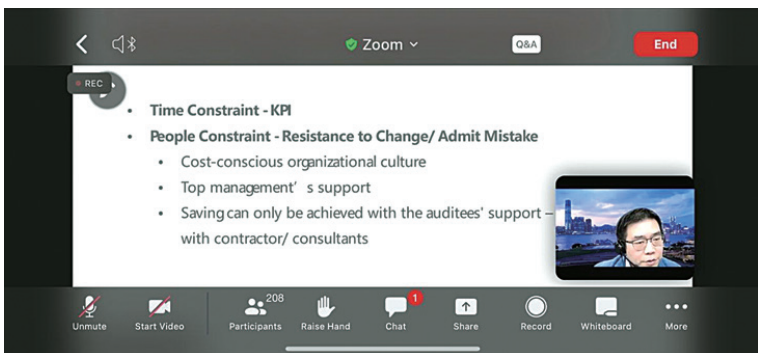 Zoom
Q&A
End
REC
• Time Constraint - KPI
• People Constraint - Resistance to Change/ Admit Mistake
• Cost-conscious organizational culture
• Top management's support
• Saving can only be achieved with the auditees' support –
with contractor/ consultants
208
1
Unmute
Start Video
Participants
Raise Hand
Chat
Share
Record
Whiteboard
More